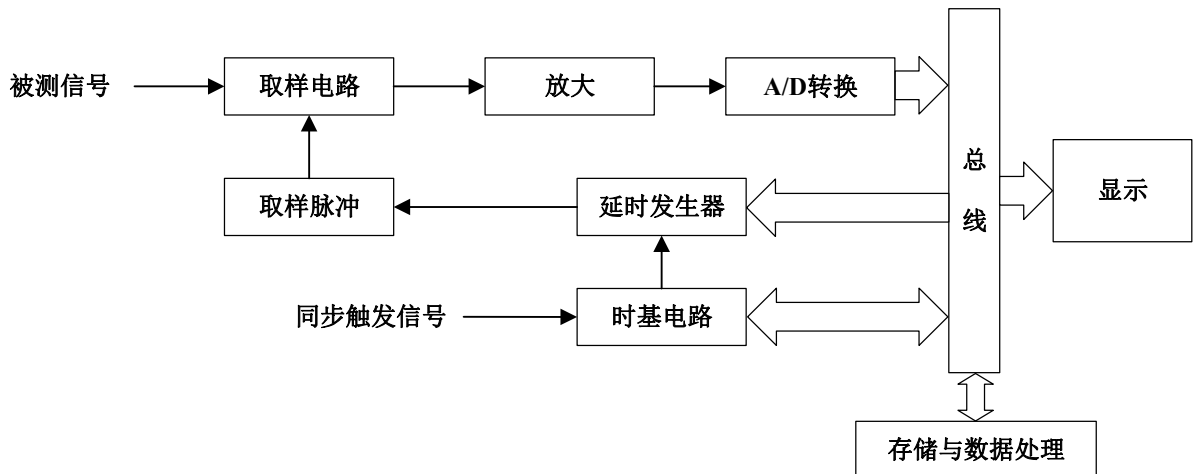 被测信号
取样电路
放大
A/D转换
总
线
显示
取样脉冲
延时发生器
同步触发信号
时基电路
存储与数据处理